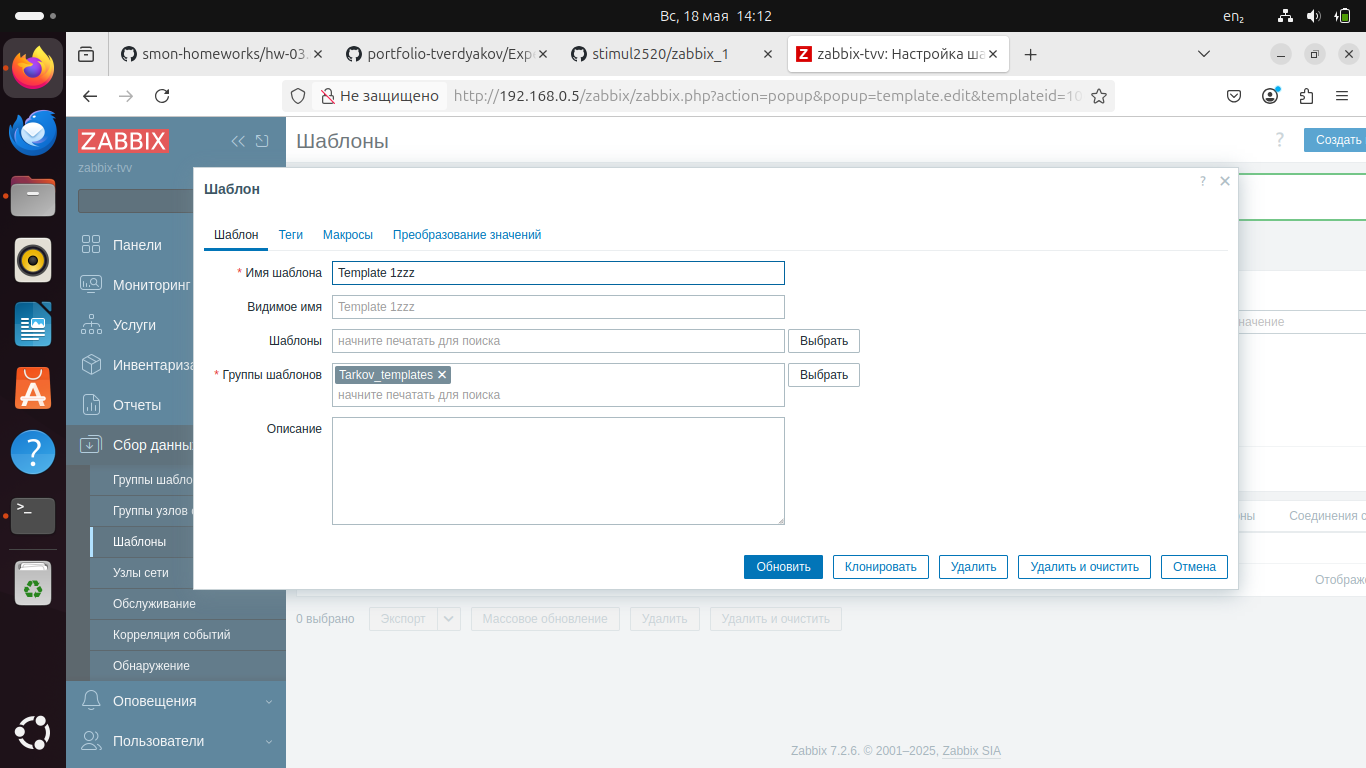 Вс, 18 мая 14:12
en₂
smon-homeworks/hw-03.
portfolio-tverdyakov/Exp
stimul2520/zabbix_1
zabbix-tvv: Настройка ша
Не защищено
http://192.168.0.5/zabbix/zabbix.php?action=popup&popup=template.edit&templateid=10
ZABBIX
zabbix-tvv
Шаблоны
?
Создать
Шаблон
?
Шаблон
Теги
Макросы
Преобразование значений
* Имя шаблона
Template 1zzz
Видимое имя
Template 1zzz
Шаблоны
начните печатать для поиска
Выбрать
* Группы шаблонов
Tarkov_templates
начните печатать для поиска
Выбрать
Описание
Обновить
Клонировать
Удалить
Удалить и очистить
Отмена
Панели
Мониторинг
Услуги
Инвентариза
Отчеты
Сбор данны
Группы шабло
Группы узлов
Шаблоны
Узлы сети
Обслуживание
Корреляция событий
Обнаружение
Оповещения
Пользователи
начение
ны
Соединения с
Отображе
0 выбрано
Экспорт
Массовое обновление
Удалить
Удалить и очистить
Zabbix 7.2.6. © 2001–2025, Zabbix SIA